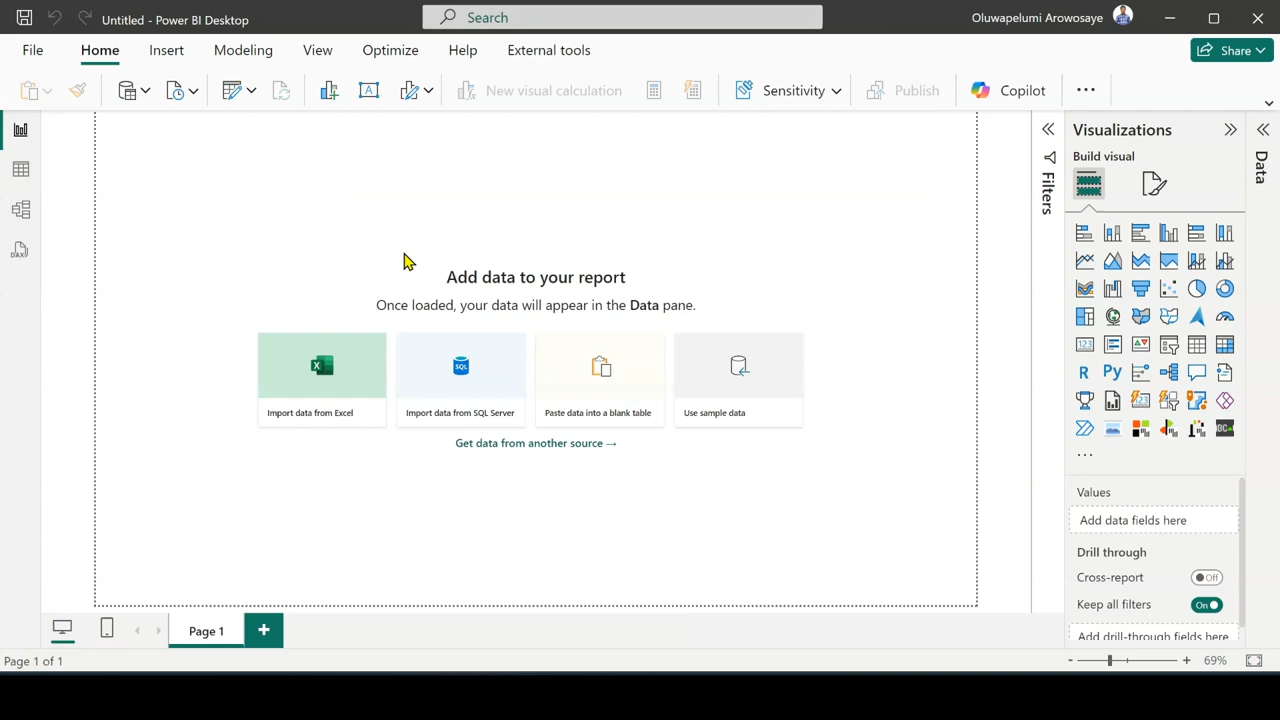 Untitled - Power BI Desktop
Search
Oluwapelumi Arowosaye
File
Home
Insert
Modeling
View
Optimize
Help
External tools
Share
New visual calculation
Sensitivity
Publish
Copilot
Add data to your report
Once loaded, your data will appear in the Data pane.
Import data from Excel
SQL
Import data from SQL Server
Paste data into a blank table
Use sample data
Get data from another source →
Filters
Visualizations
Build visual
123
R
Py
Values
Add data fields here
Drill through
Cross-report
Off
Keep all filters
On
Add drill-through fields here
Data
DAX
Page 1
Page 1 of 1
69%